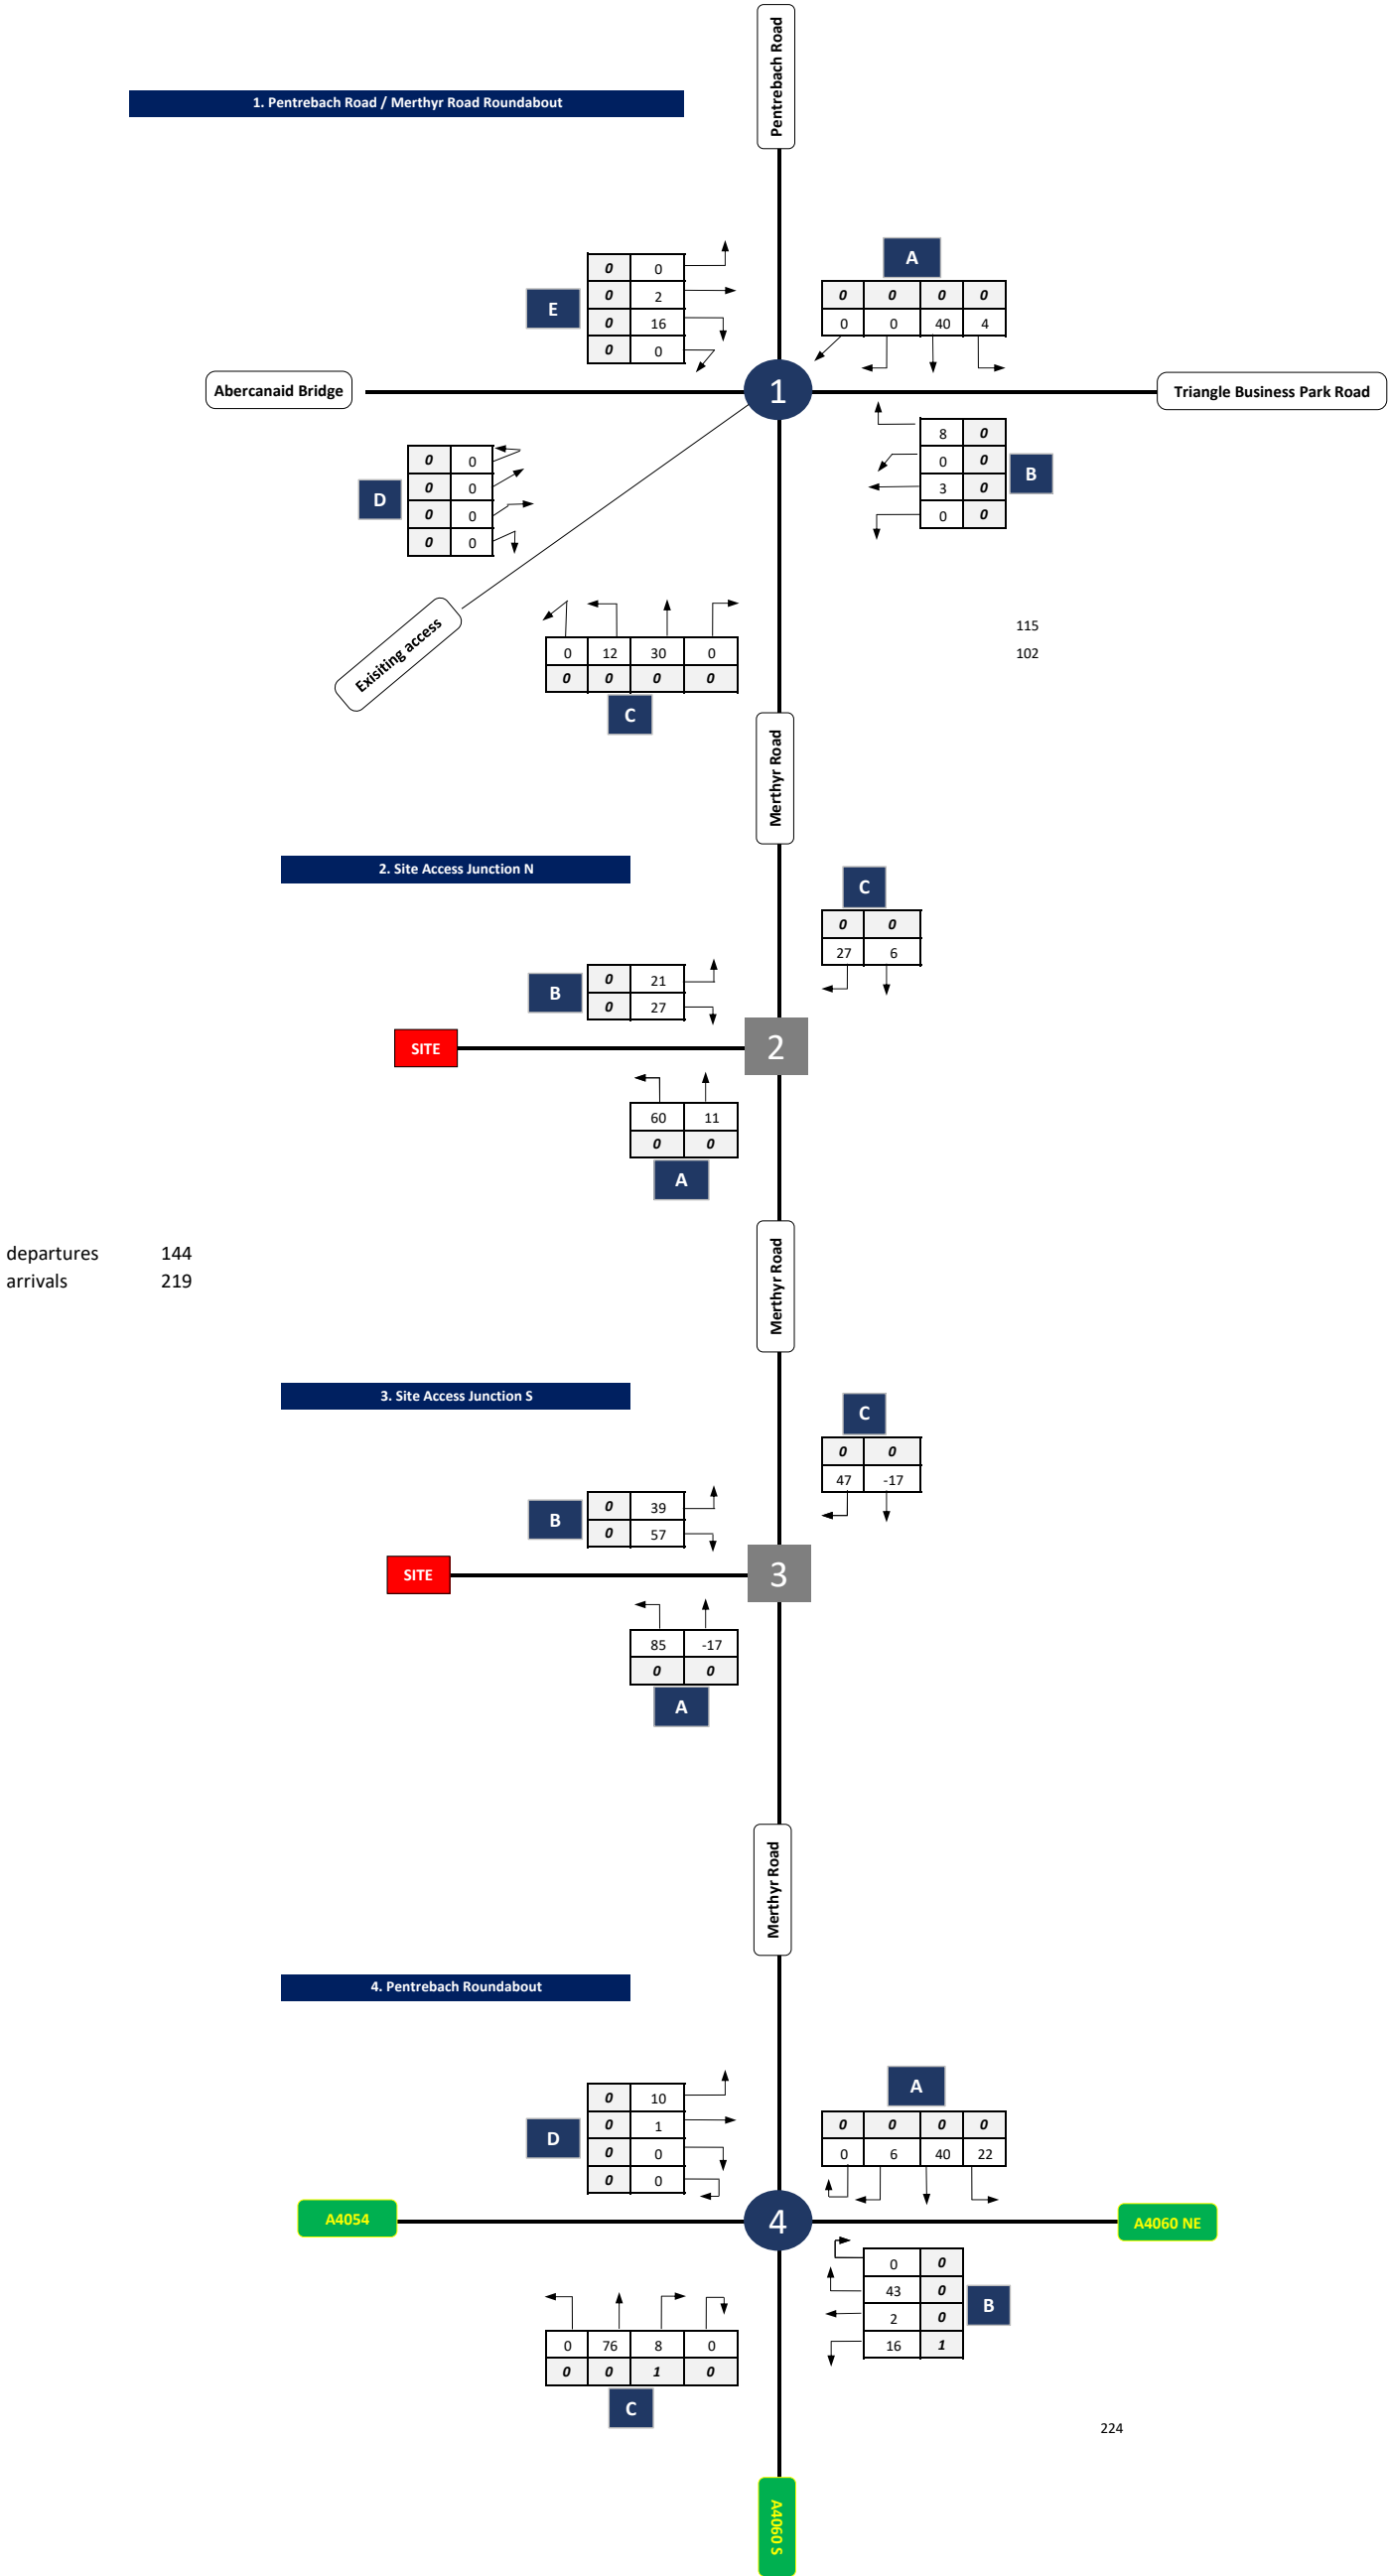 Pentrebach Road
1. Pentrebach Road / Merthyr Road Roundabout
A
0 0 0 0
0 0 40 4
E
0 0
0 2
0 16
0 0
Abercanaid Bridge
1
Triangle Business Park Road
8 0
0 0
3 0
0 0
B
D
0 0
0 0
0 0
0 0
Exisiting access
0 12 30 0
0 0 0 0
C
115
102
Merthyr Road
2. Site Access Junction N
C
0 0
27 6
B
0 21
0 27
SITE
2
60 11
0 0
A
Merthyr Road
departures 144
arrivals 219
3. Site Access Junction S
C
0 0
47 -17
B
0 39
0 57
SITE
3
85 -17
0 0
A
Merthyr Road
4. Pentrebach Roundabout
A
0 0 0 0
0 6 40 22
D
0 10
0 1
0 0
0 0
A4054
4
A4060 NE
0 0
43 0
2 0
16 1
B
0 76 8 0
0 0 1 0
C
224
A4060 S